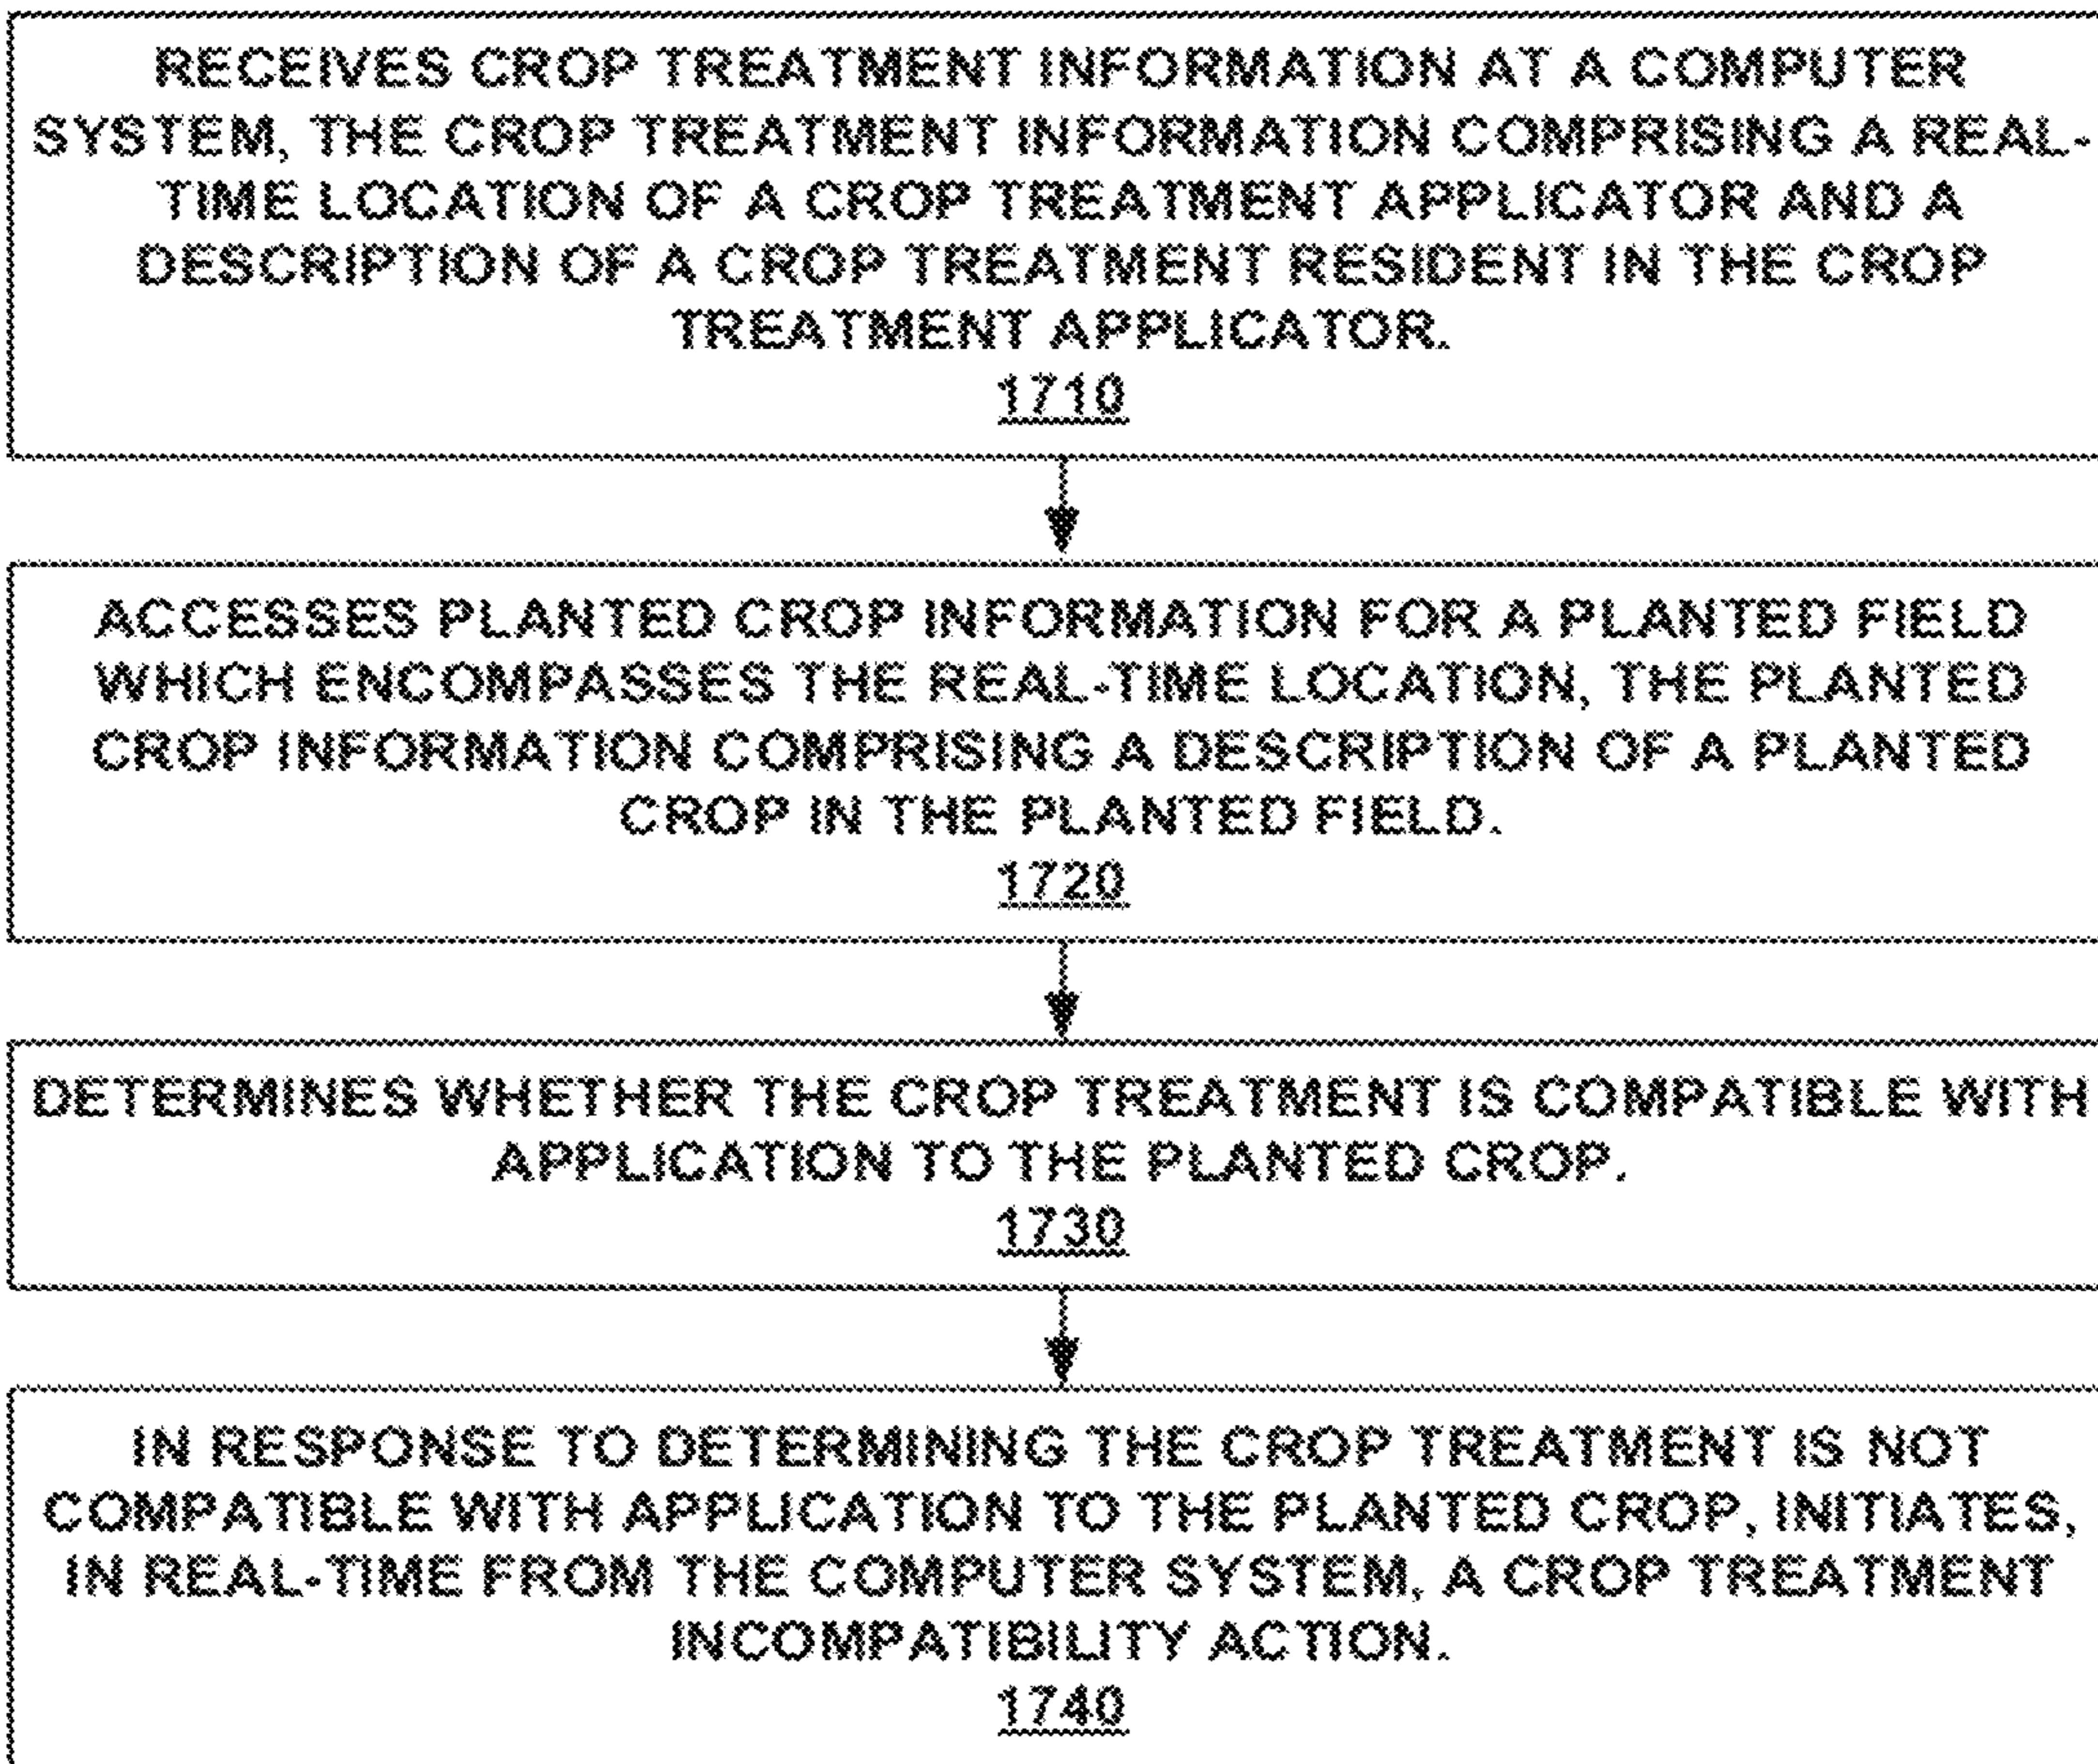 RECEIVES CROP TREATMENT INFORMATION AT A COMPUTER
SYSTEM, THE CROP TREATMENT INFORMATION COMPRISING A REAL-
TIME LOCATION OF A CROP TREATMENT APPLICATOR AND A
DESCRIPTION OF A CROP TREATMENT RESIDENT IN THE CROP
TREATMENT APPLICATOR.
1710
ACCESSES PLANTED CROP INFORMATION FOR A PLANTED FIELD
WHICH ENCOMPASSES THE REAL-TIME LOCATION, THE PLANTED
CROP INFORMATION COMPRISING A DESCRIPTION OF A PLANTED
CROP IN THE PLANTED FIELD.
1720
DETERMINES WHETHER THE CROP TREATMENT IS COMPATIBLE WITH
APPLICATION TO THE PLANTED CROP.
1730
IN RESPONSE TO DETERMINING THE CROP TREATMENT IS NOT
COMPATIBLE WITH APPLICATION TO THE PLANTED CROP, INITIATES,
IN REAL-TIME FROM THE COMPUTER SYSTEM, A CROP TREATMENT
INCOMPATIBILITY ACTION.
1740